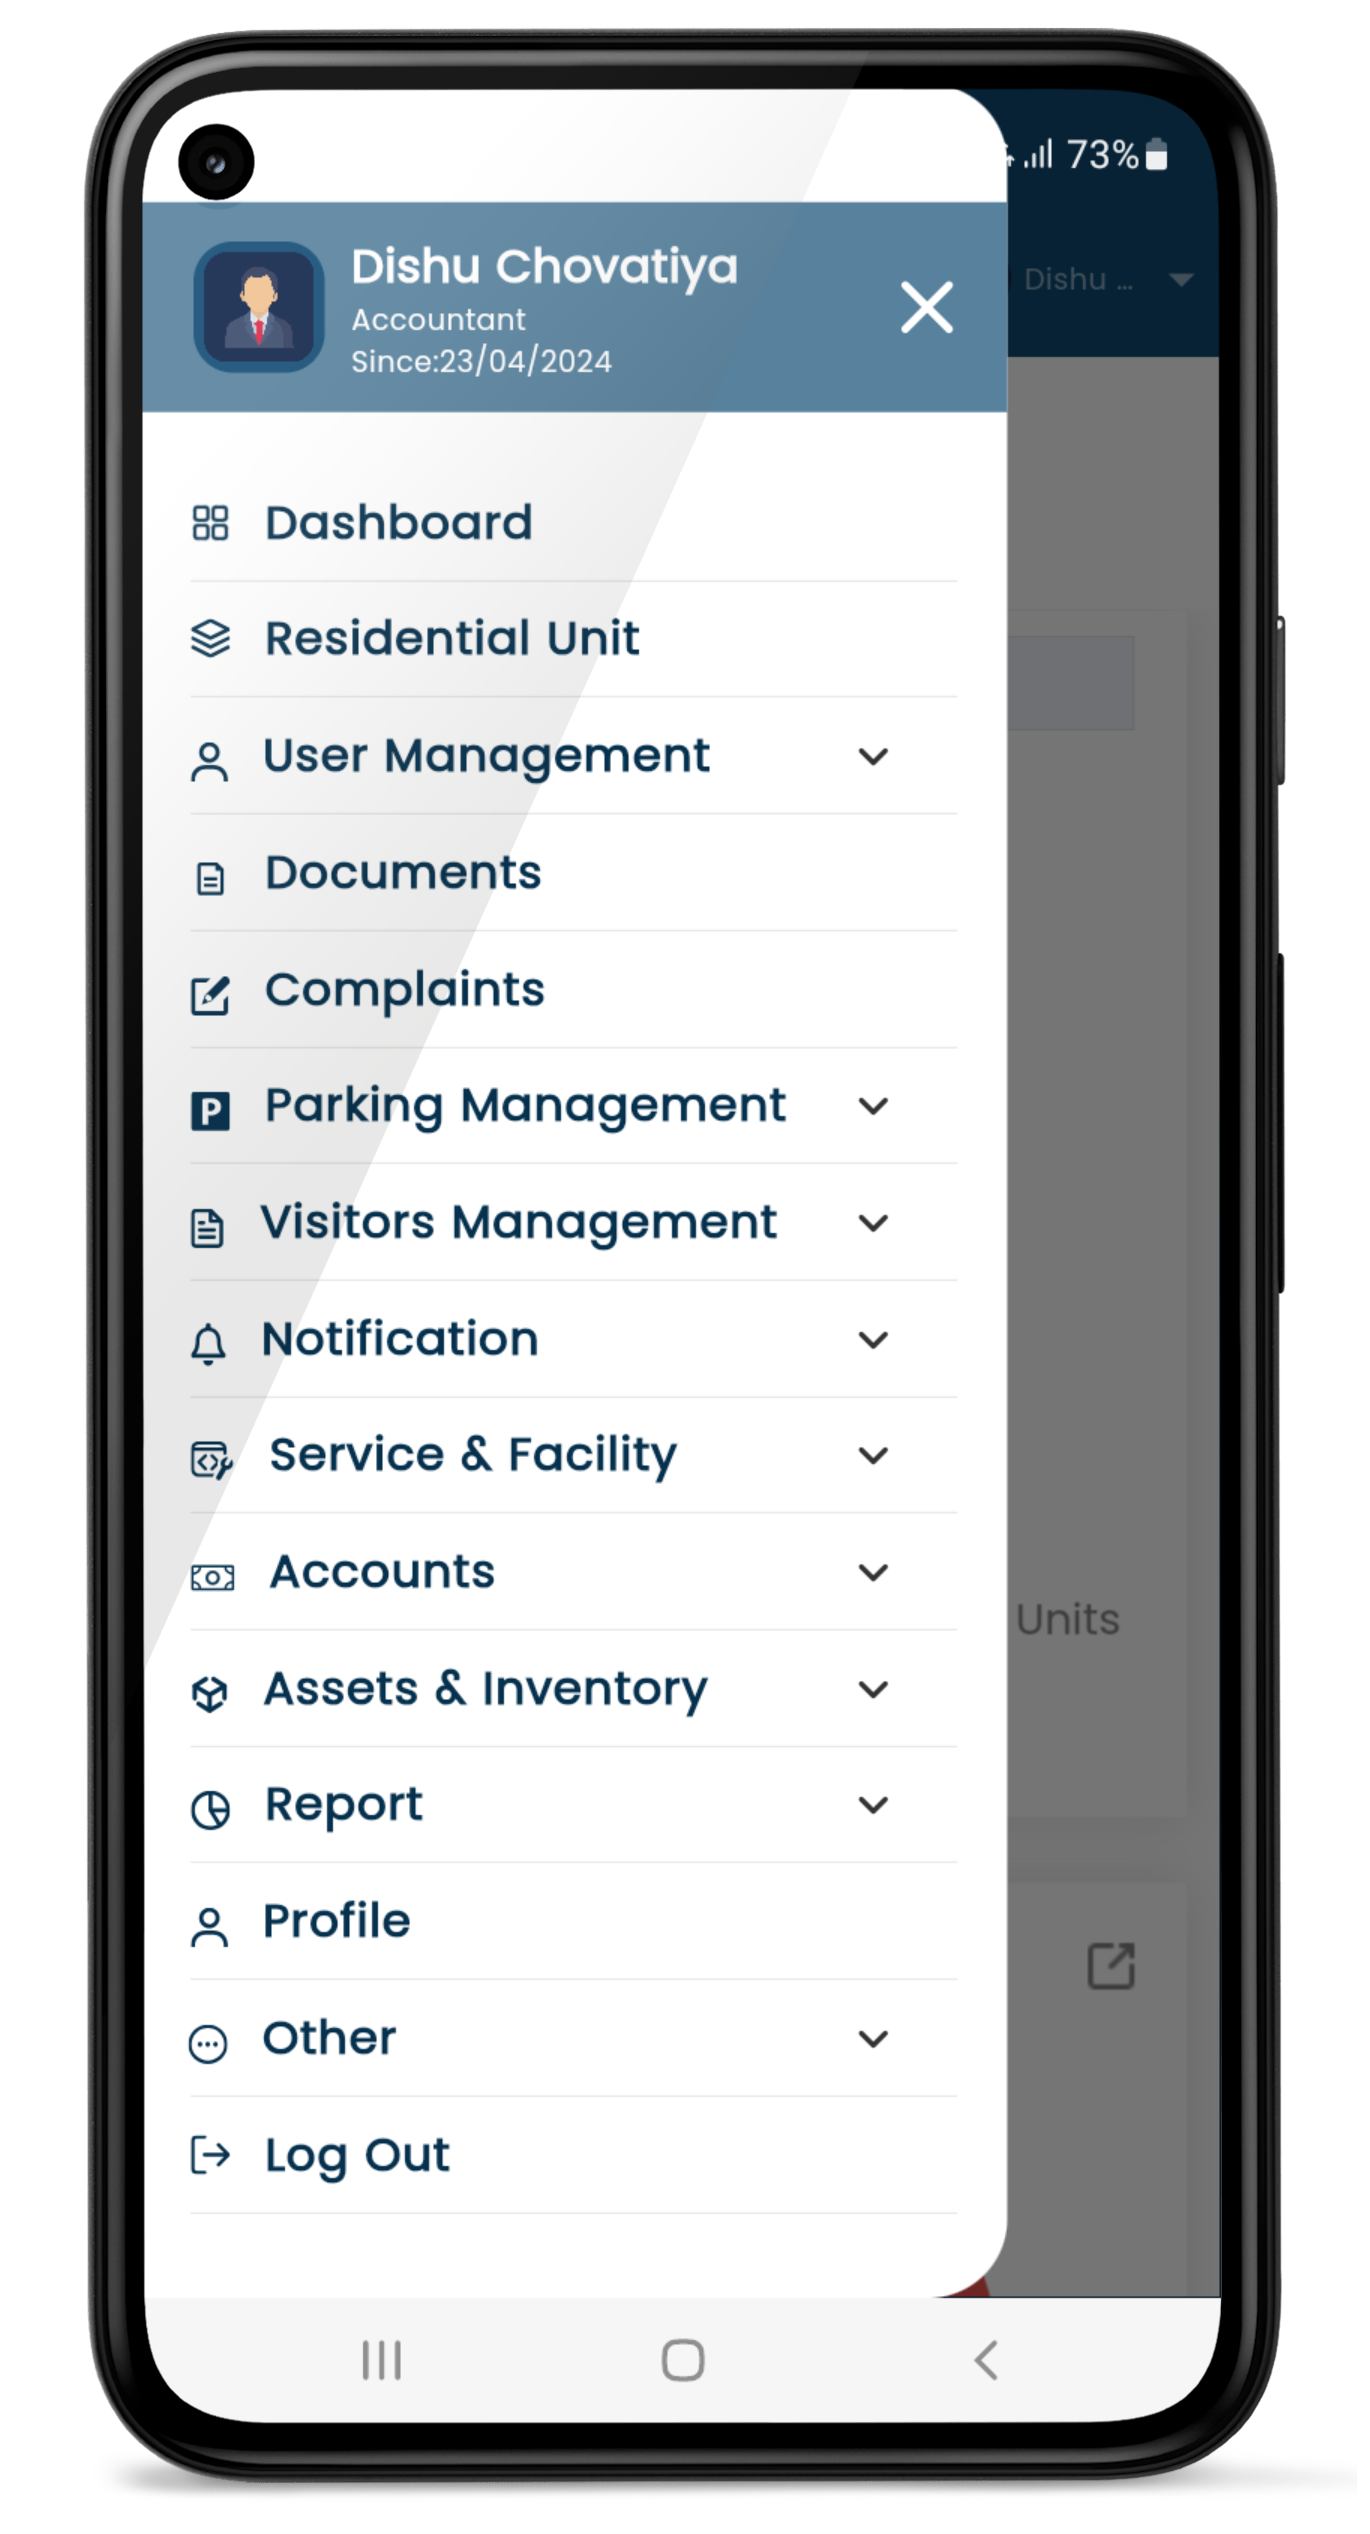 73%
Dishu Chovatiya
Accountant
Since:23/04/2024
Dishu ...
Dashboard
Residential Unit
User Management
Documents
Complaints
P Parking Management
Visitors Management
Notification
Service & Facility
Accounts
Units
Assets & Inventory
Report
Profile
Other
Log Out